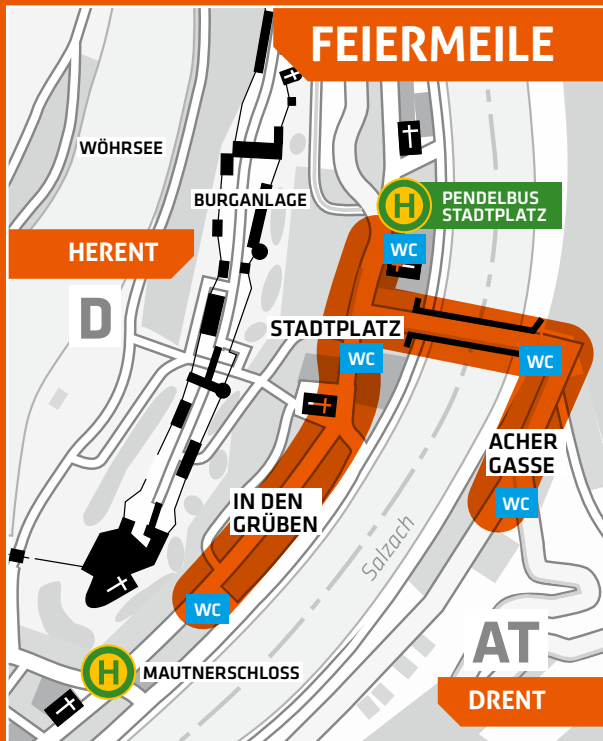 FEIERMEILE
WÖHRSEE
BURGANLAGE
H
PENDELBUS
STADTPLATZ
WC
HERENT
D
STADTPLATZ
WC
WC
ACHER
GASSE
WC
IN DEN
GRÜBEN
Salzach
WC
AT
H
MAUTNERSCHLOSS
DRENT